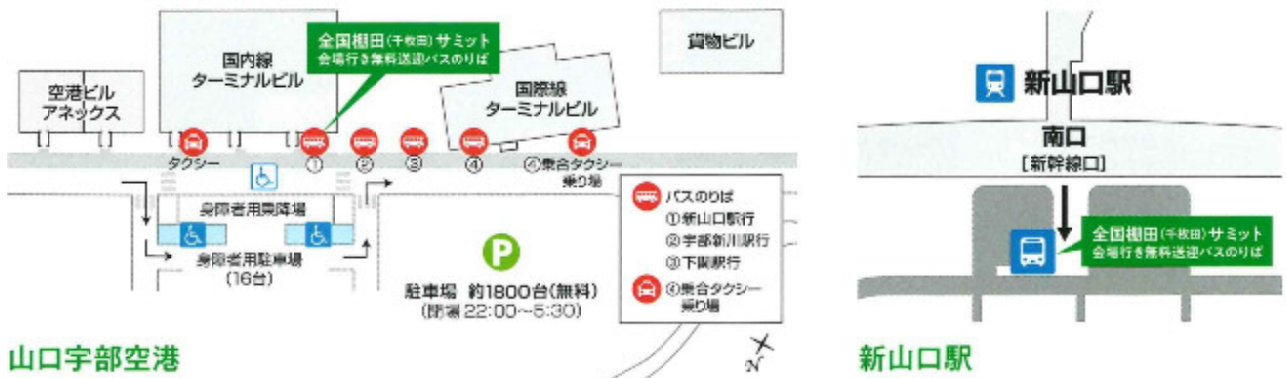 全国棚田(千枚田)サミット
会場行き無料送迎バスのりば
国内線
ターミナルビル
空港ビル
アネックス
国際線
ターミナルビル
貨物ビル
タクシー
①
②
③
④
④乗合タクシー
乗り場
身障者用乗降場
身障者用駐車場
(16台)
P
駐車場 約1800台(無料)
(閉場22:00～5:30)
バスのりば
①新山口駅行
②宇部新川駅行
③下関駅行
④乗合タクシー
乗り場
N
山口宇部空港
新山口駅
南口
[新幹線口]
全国棚田(千枚田)サミット
会場行き無料送迎バスのりば
新山口駅